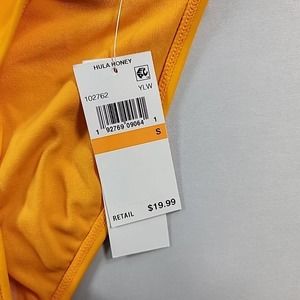 HULA HONEY
102762 YLW
1 92769 09064 1
S
RETAIL $19.99